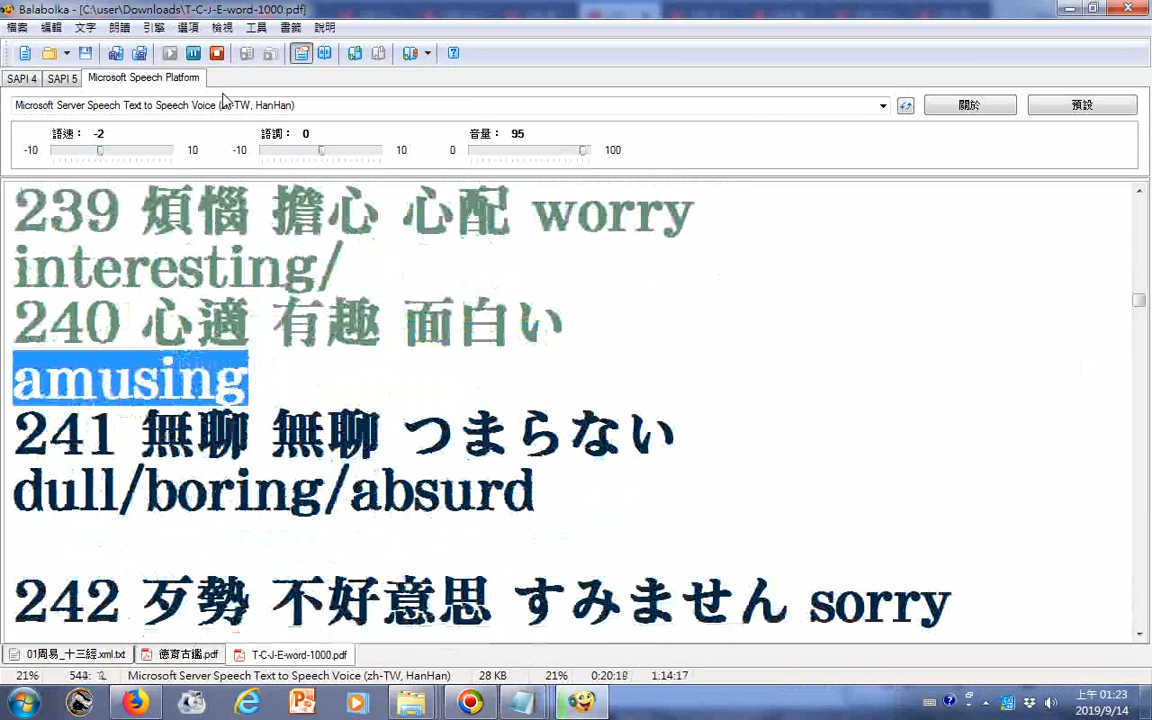 Balabolka - [C:\user\Downloads\T-C-J-E-word-1000.pdf]
檔案 編輯 文字 朗讀 引擎 選項 檢視 工具 書籤 說明
SAPI 4 SAPI 5 Microsoft Speech Platform
Microsoft Server Speech Text to Speech Voice (zh-TW, HanHan)
關於 預設
語速： -2 語調： 0 音量： 95
-10 10 -10 10 0 100
239 煩惱 擔心 心配 worry
interesting/
240 心適 有趣 面白い
amusing
241 無聊 無聊 つまらない
dull/boring/absurd
242 歹勢 不好意思 すみません sorry
01周易_十三經.xml.txt 德育古鑑.pdf T-C-J-E-word-1000.pdf
21% Microsoft Server Speech Text to Speech Voice (zh-TW, HanHan) 28 KB 21% 0:20:18 1:14:17
上午 01:23
2019/9/14